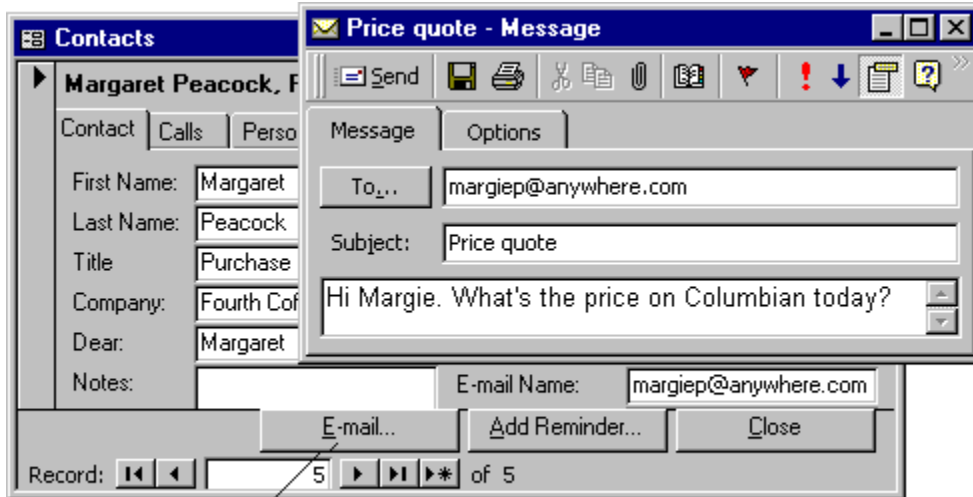 Contacts
Margaret Peacock,
Contact Calls
First Name: Margaret
Last Name: Peacock
Title Purchase
Company: Fourth
Dear: Margaret
Notes:
E-mail Name: margiep@anywhere.com
E-mail... Add Reminder... Close
Record: 5 of 5
Price quote - Message
Send
Message Options
To... margiep@anywhere.com
Subject: Price quote
Hi Margie. What's the price on Columbian today?